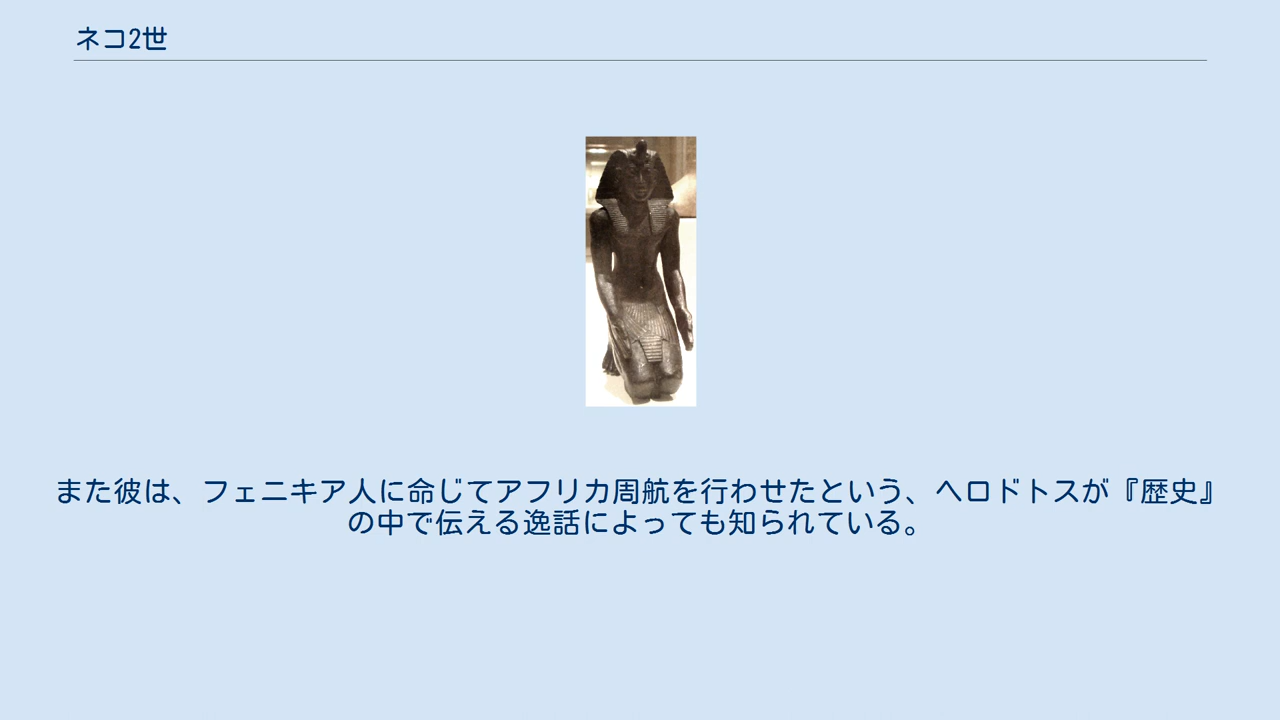 ネコ2世
また彼は、フェニキア人に命じてアフリカ周航を行わせたという、ヘロドトスが『歴史』
の中で伝える逸話によっても知られている。